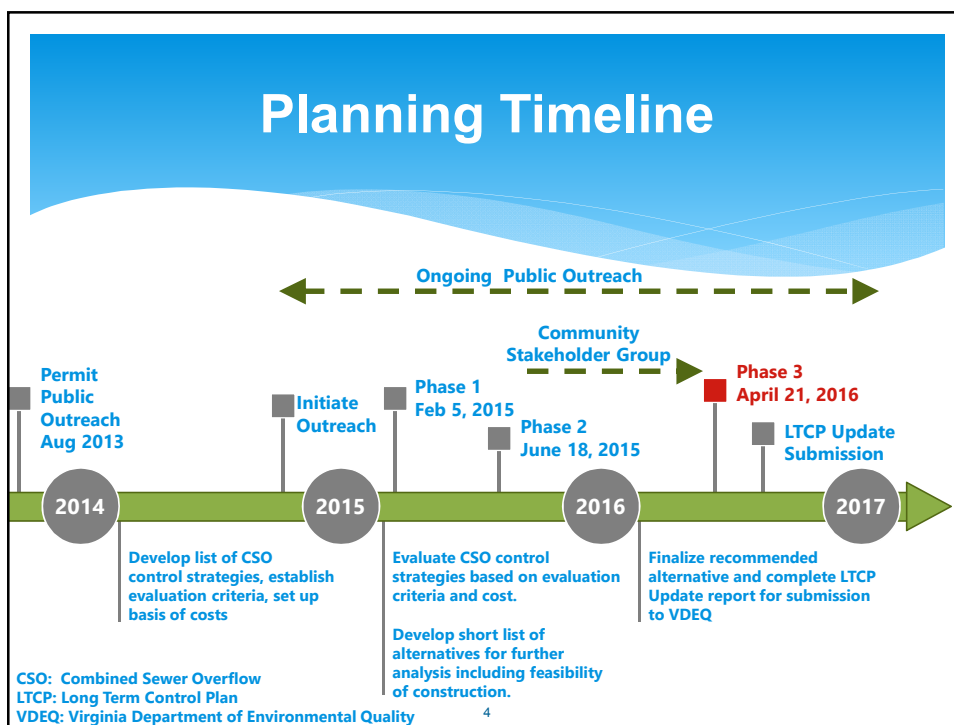 Planning Timeline
Ongoing Public Outreach
Community
Stakeholder Group
Permit
Public
Outreach
Aug 2013
Initiate
Outreach
Phase 1
Feb 5, 2015
Phase 2
June 18, 2015
Phase 3
April 21, 2016
LTCP Update
Submission
2014
2015
2016
2017
Develop list of CSO
control strategies, establish
evaluation criteria, set up
basis of costs
Evaluate CSO control
strategies based on evaluation
criteria and cost.
Develop short list of
alternatives for further
analysis including feasibility
of construction.
Finalize recommended
alternative and complete LTCP
Update report for submission
to VDEQ
CSO: Combined Sewer Overflow
LTCP: Long Term Control Plan
VDEQ: Virginia Department of Environmental Quality
4